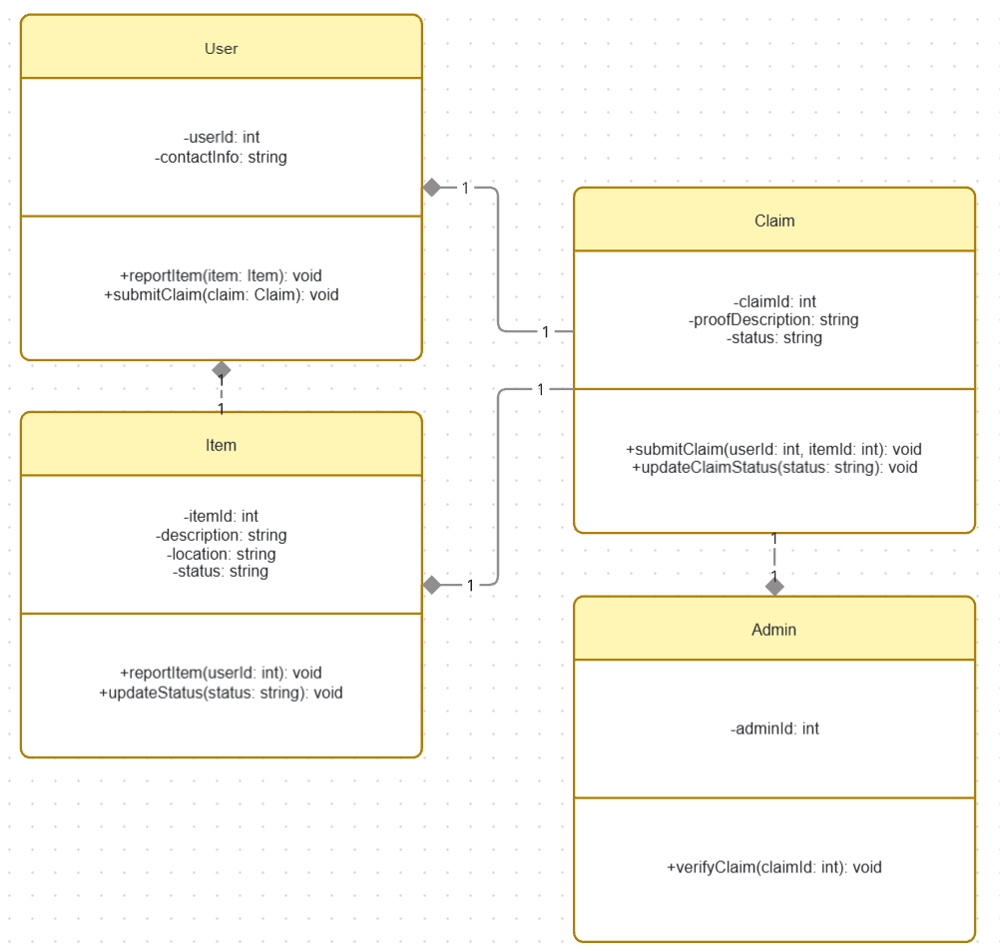 User
-userId: int
-contactInfo: string
+reportItem(item: Item): void
+submitClaim(claim: Claim): void
1
1
1
1
Item
-itemId: int
-description: string
-location: string
-status: string
+reportItem(userId: int): void
+updateStatus(status: string): void
1
1
Claim
-claimId: int
-proofDescription: string
-status: string
+submitClaim(userId: int, itemId: int): void
+updateClaimStatus(status: string): void
1
1
Admin
-adminId: int
+verifyClaim(claimId: int): void